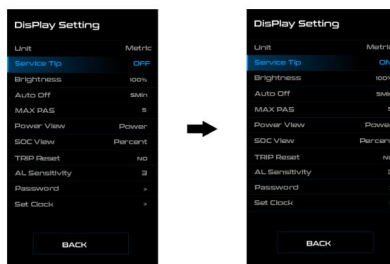 DisPlay Setting
Unit Metric
Service Tip OFF
Brightness 100%
Auto Off 5Min
MAX PAS 5
Power View Power
SOC View Percent
TRIP Reset NO
AL Sensitivity 3
Password >
Set Clock >
BACK
DisPlay Setting
Unit Metric
Service Tip ON
Brightness 100%
Auto Off 5Min
MAX PAS 5
Power View Power
SOC View Percent
TRIP Reset NO
AL Sensitivity 3
Password
Set Clock
BACK